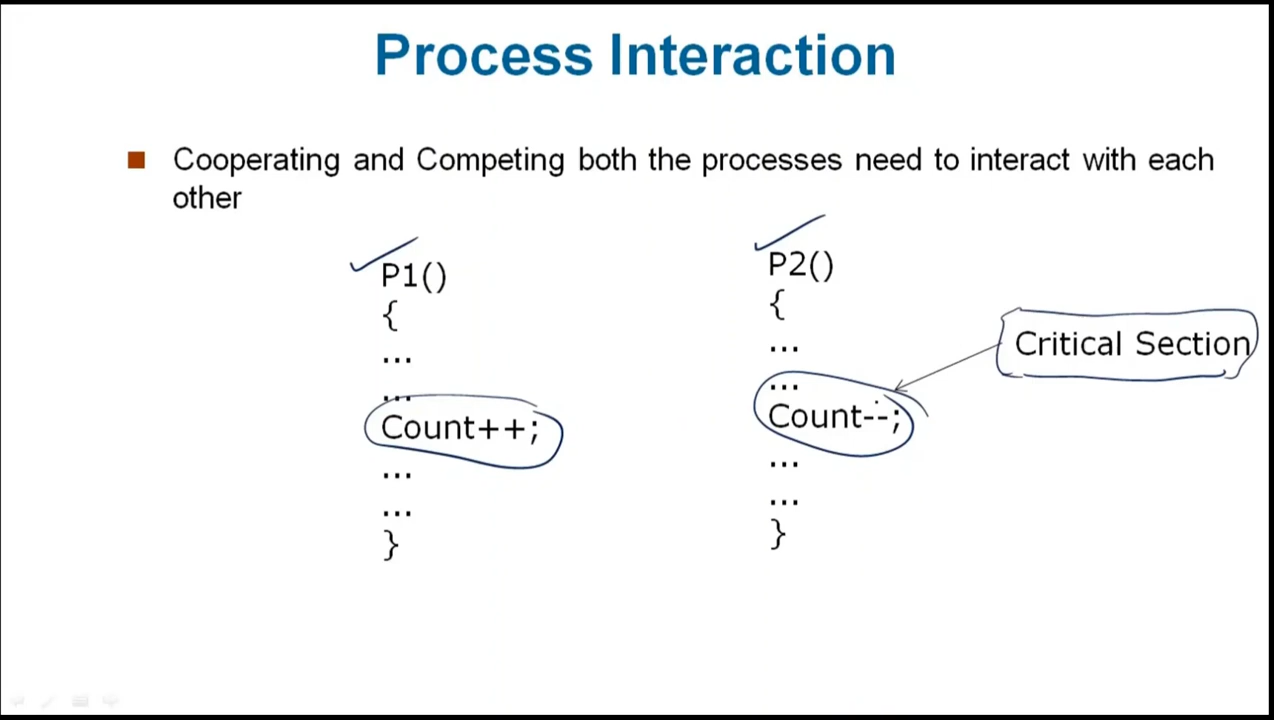 Process Interaction
Cooperating and Competing both the processes need to interact with each
other
P1()
{
...
...
Count++;
...
...
}
P2()
{
...
...
Count--;
...
...
}
Critical Section